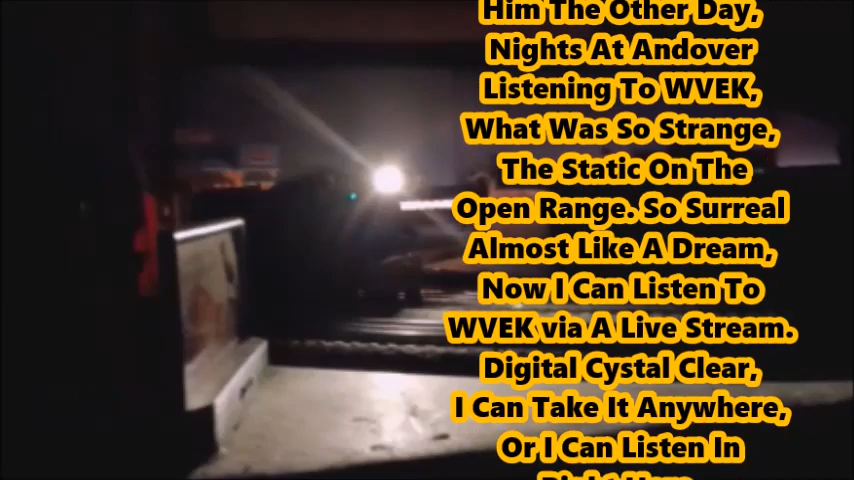 Him The Other Day,
Nights At Andover
Listening To WVEK,
What Was So Strange,
The Static On The
Open Range. So Surreal
Almost Like A Dream,
Now I Can Listen To
WVEK via A Live Stream.
Digital Cystal Clear,
I Can Take It Anywhere,
Or I Can Listen In
Right Here